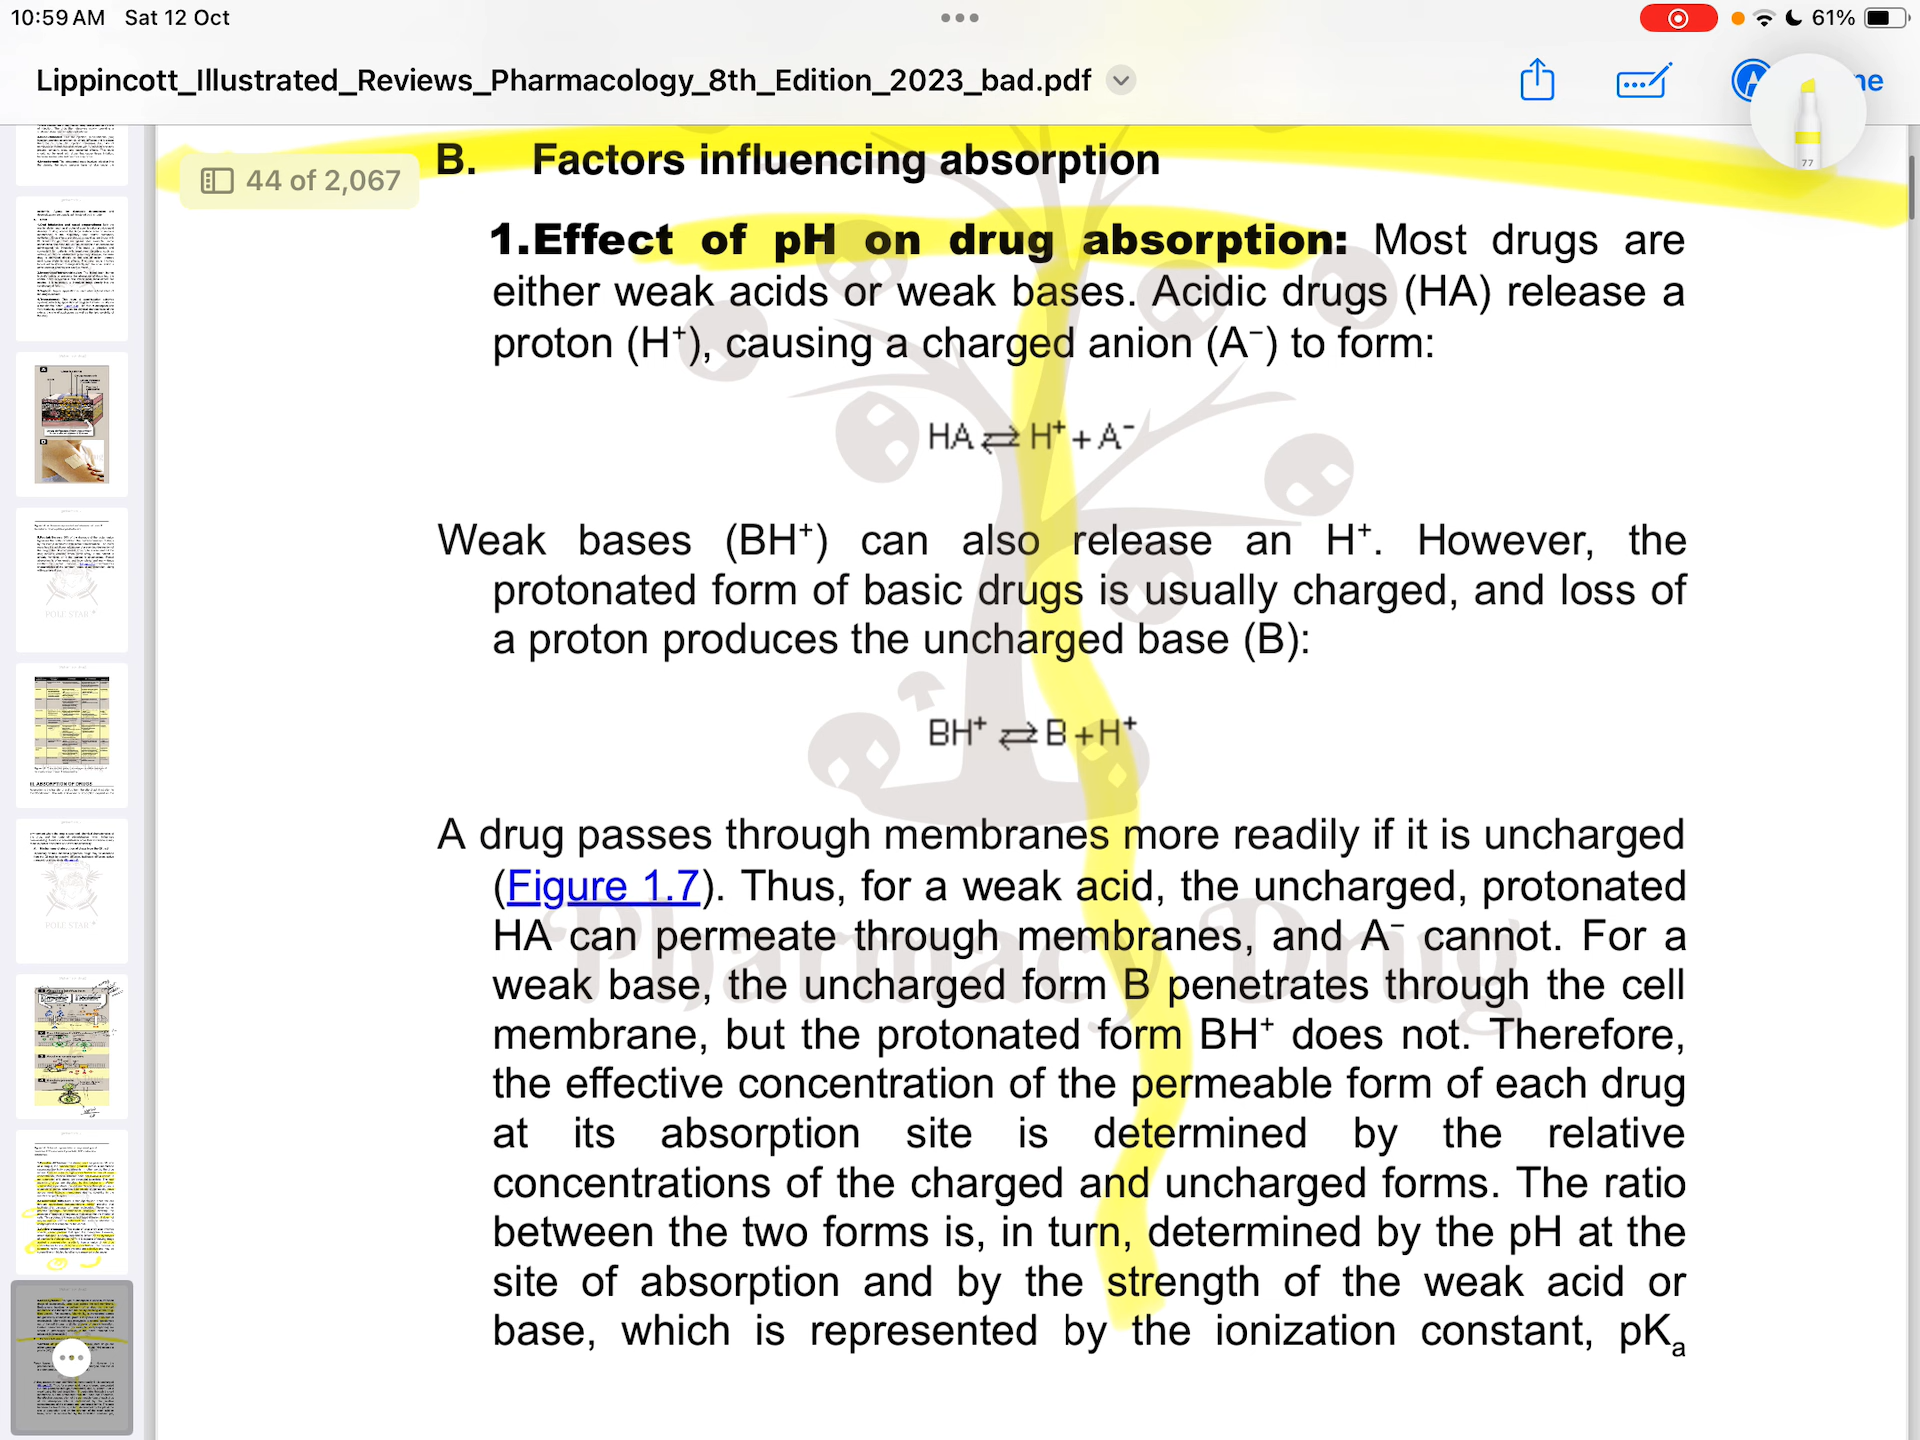 10:59 AM Sat 12 Oct
61%
Lippincott_Illustrated_Reviews_Pharmacology_8th_Edition_2023_bad.pdf
44 of 2,067
77
B. Factors influencing absorption
1.Effect of pH on drug absorption: Most drugs are
either weak acids or weak bases. Acidic drugs (HA) release a
proton (H⁺), causing a charged anion (A⁻) to form:
HA ⇄ H⁺ + A⁻
Weak bases (BH⁺) can also release an H⁺. However, the
protonated form of basic drugs is usually charged, and loss of
a proton produces the uncharged base (B):
BH⁺ ⇄ B + H⁺
A drug passes through membranes more readily if it is uncharged
(Figure 1.7). Thus, for a weak acid, the uncharged, protonated
HA can permeate through membranes, and A⁻ cannot. For a
weak base, the uncharged form B penetrates through the cell
membrane, but the protonated form BH⁺ does not. Therefore,
the effective concentration of the permeable form of each drug
at its absorption site is determined by the relative
concentrations of the charged and uncharged forms. The ratio
between the two forms is, in turn, determined by the pH at the
site of absorption and by the strength of the weak acid or
base, which is represented by the ionization constant, pKₐ
Pharmacy Drug